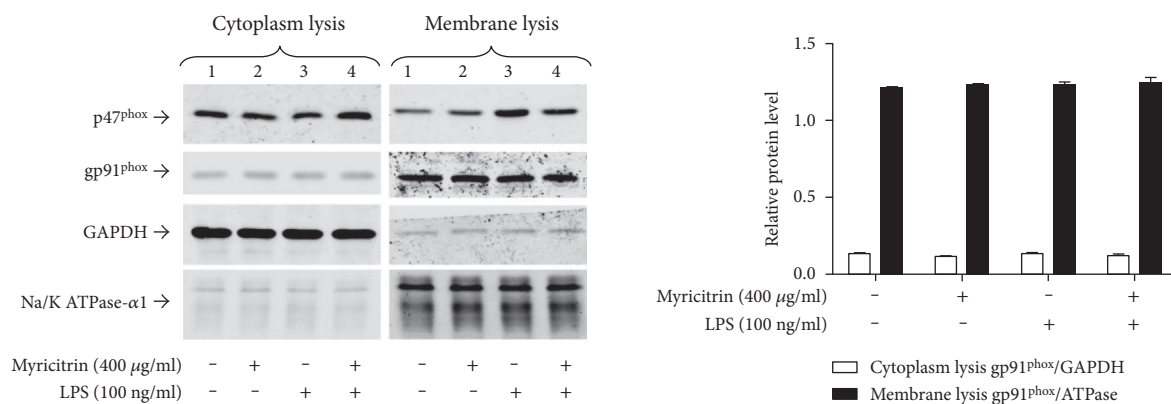 Cytoplasm lysis Membrane lysis
1 2 3 4 1 2 3 4
p47phox →
gp91phox →
GAPDH →
Na/K ATPase-α1 →
Myricitrin (400 μg/ml) – + – + – + – +
LPS (100 ng/ml) – – + + – – + +
Relative protein level
1.5
1.0
0.5
0.0
Myricitrin (400 μg/ml) – + – +
LPS (100 ng/ml) – – + +
Cytoplasm lysis gp91phox/GAPDH
Membrane lysis gp91phox/ATPase